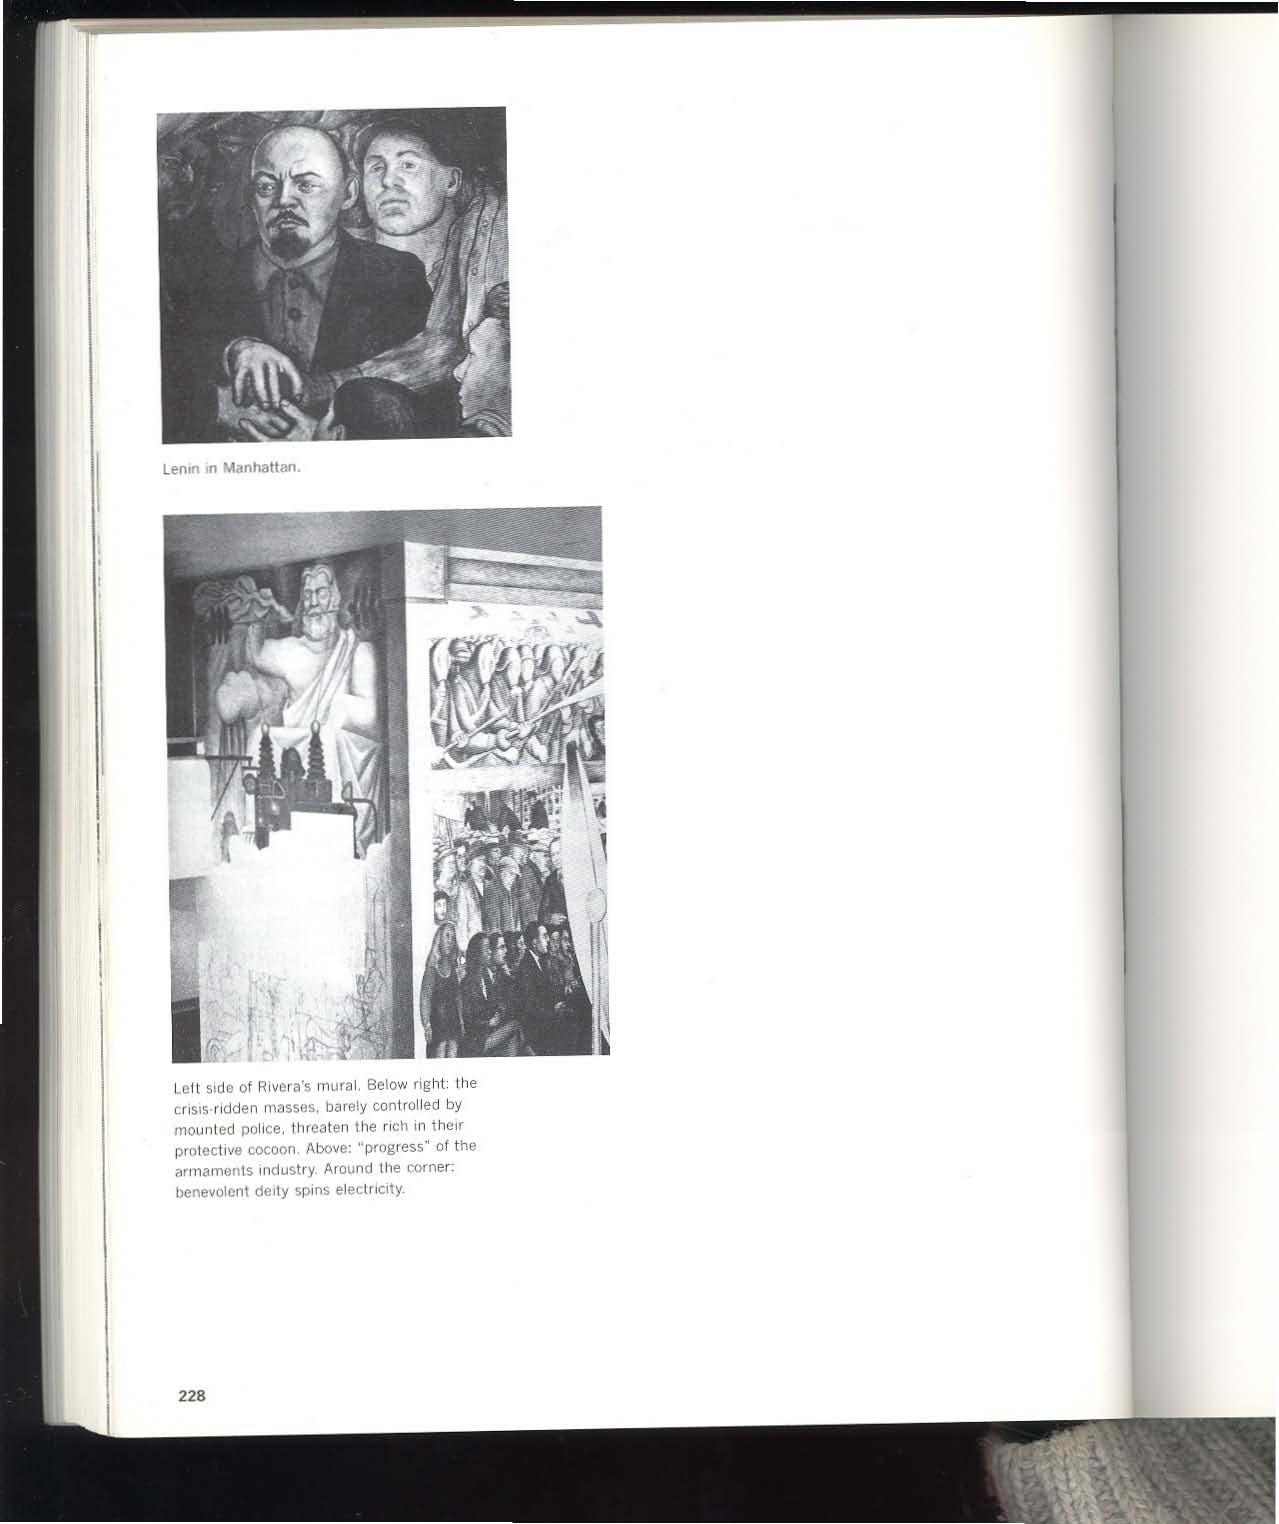 Lenin in Manhattan.
Left side of Rivera's mural. Below right: the
crisis-ridden masses, barely controlled by
mounted police, threaten the rich in their
protective cocoon. Above: "progress" of the
armaments industry. Around the corner:
benevolent deity spins electricity.
228